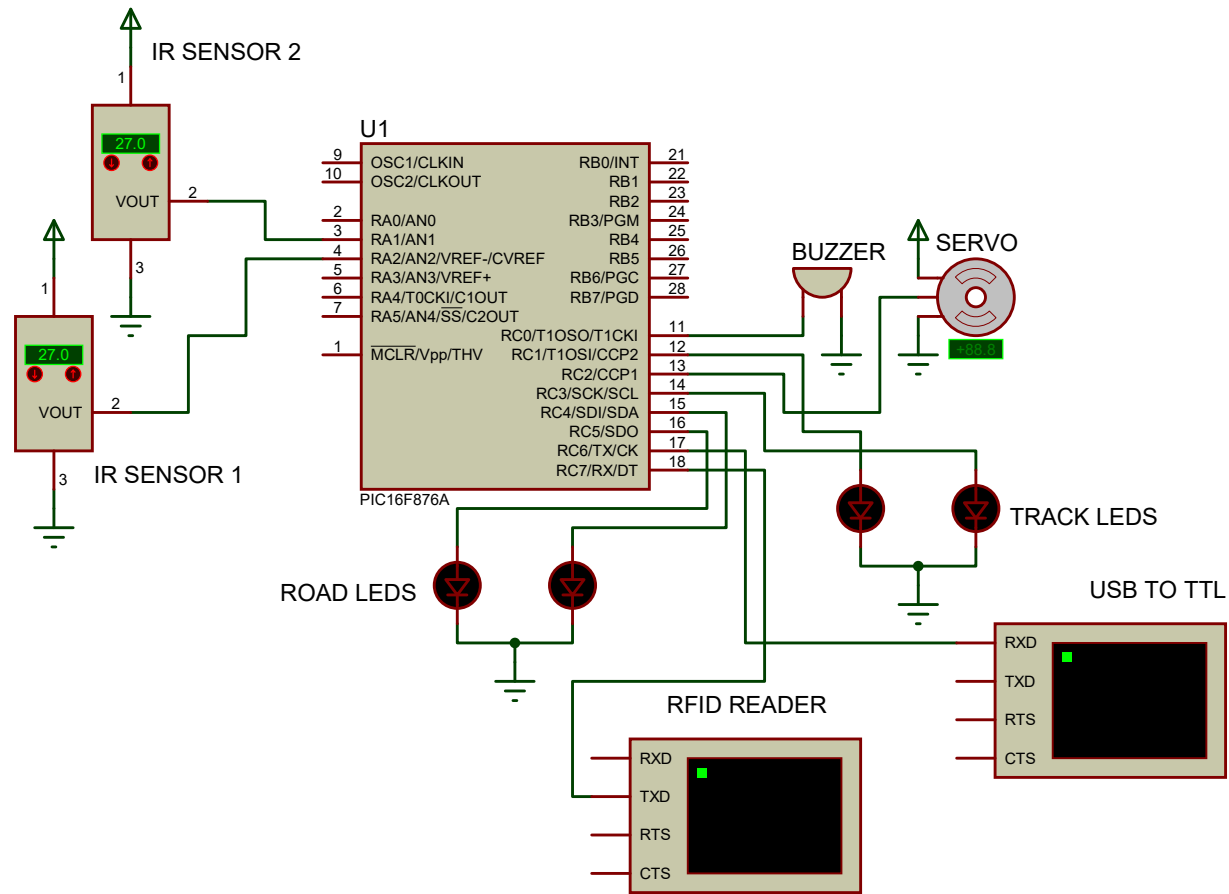 IR SENSOR 2
1
27.0
VOUT
2
3
IR SENSOR 1
1
27.0
VOUT
2
3
U1
9 OSC1/CLKIN
10 OSC2/CLKOUT
2 RA0/AN0
3 RA1/AN1
4 RA2/AN2/VREF-/CVREF
5 RA3/AN3/VREF+
6 RA4/T0CKI/C1OUT
7 RA5/AN4/SS/C2OUT
1 MCLR/Vpp/THV
RB0/INT 21
RB1 22
RB2 23
RB3/PGM 24
RB4 25
RB5 26
RB6/PGC 27
RB7/PGD 28
RC0/T1OSO/T1CKI 11
RC1/T1OSI/CCP2 12
RC2/CCP1 13
RC3/SCK/SCL 14
RC4/SDI/SDA 15
RC5/SDO 16
RC6/TX/CK 17
RC7/RX/DT 18
PIC16F876A
BUZZER
SERVO
+88.8
TRACK LEDS
ROAD LEDS
USB TO TTL
RXD
TXD
RTS
CTS
RFID READER
RXD
TXD
RTS
CTS